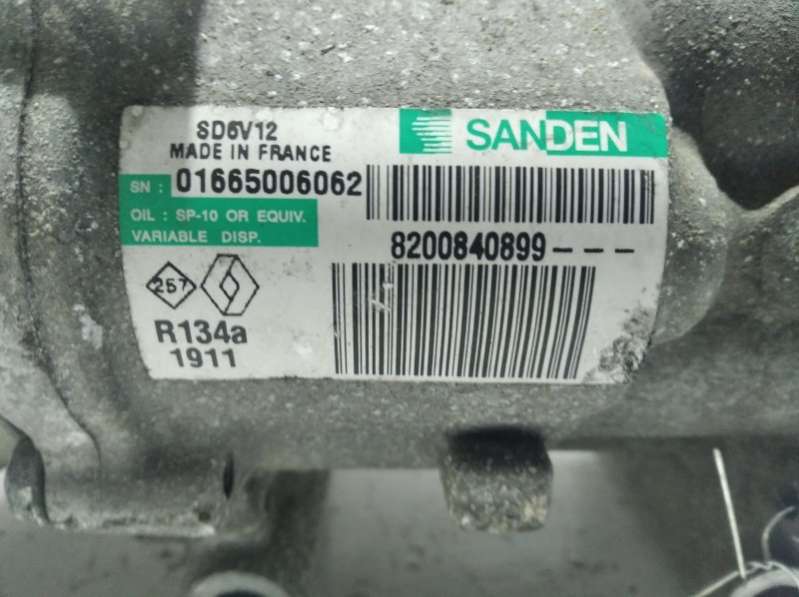 SD6V12
MADE IN FRANCE
SANDEN
SN : 01665006062
OIL : SP-10 OR EQUIV.
VARIABLE DISP.
8200840899---
257
R134a
1911